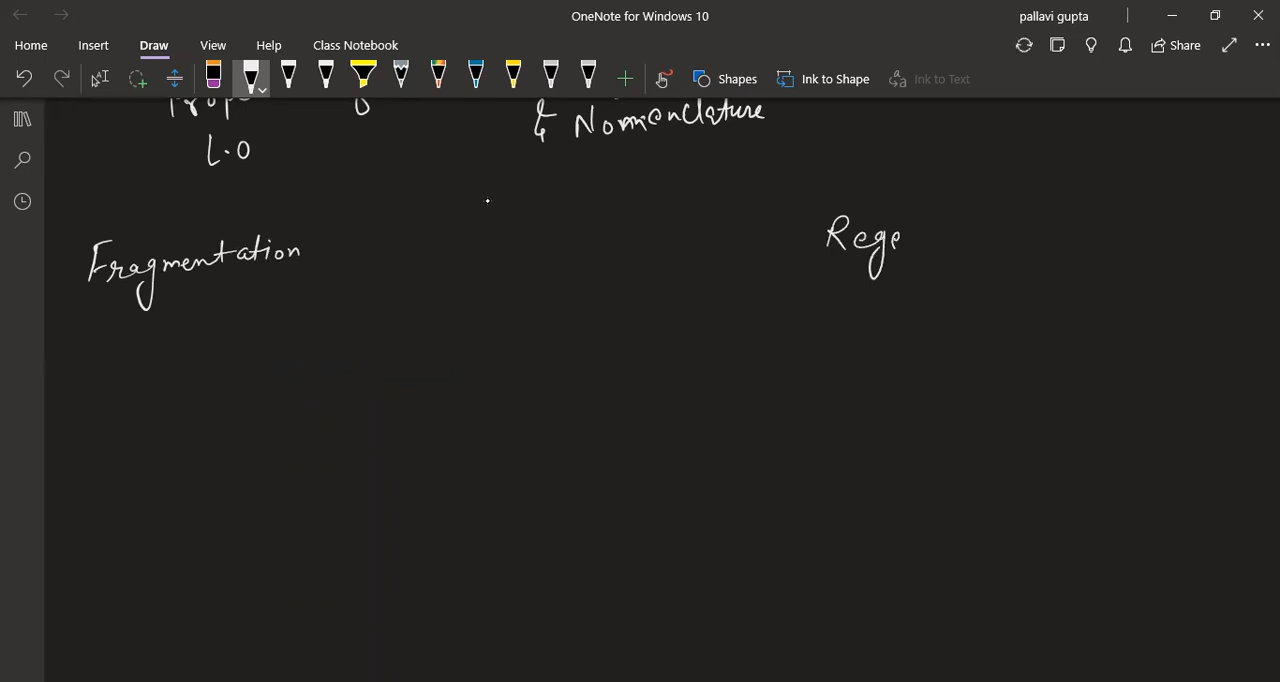 OneNote for Windows 10
pallavi gupta
Home Insert Draw View Help Class Notebook
Share
Shapes Ink to Shape Ink to Text
& Nomenclature
L.O
Fragmentation
Rege